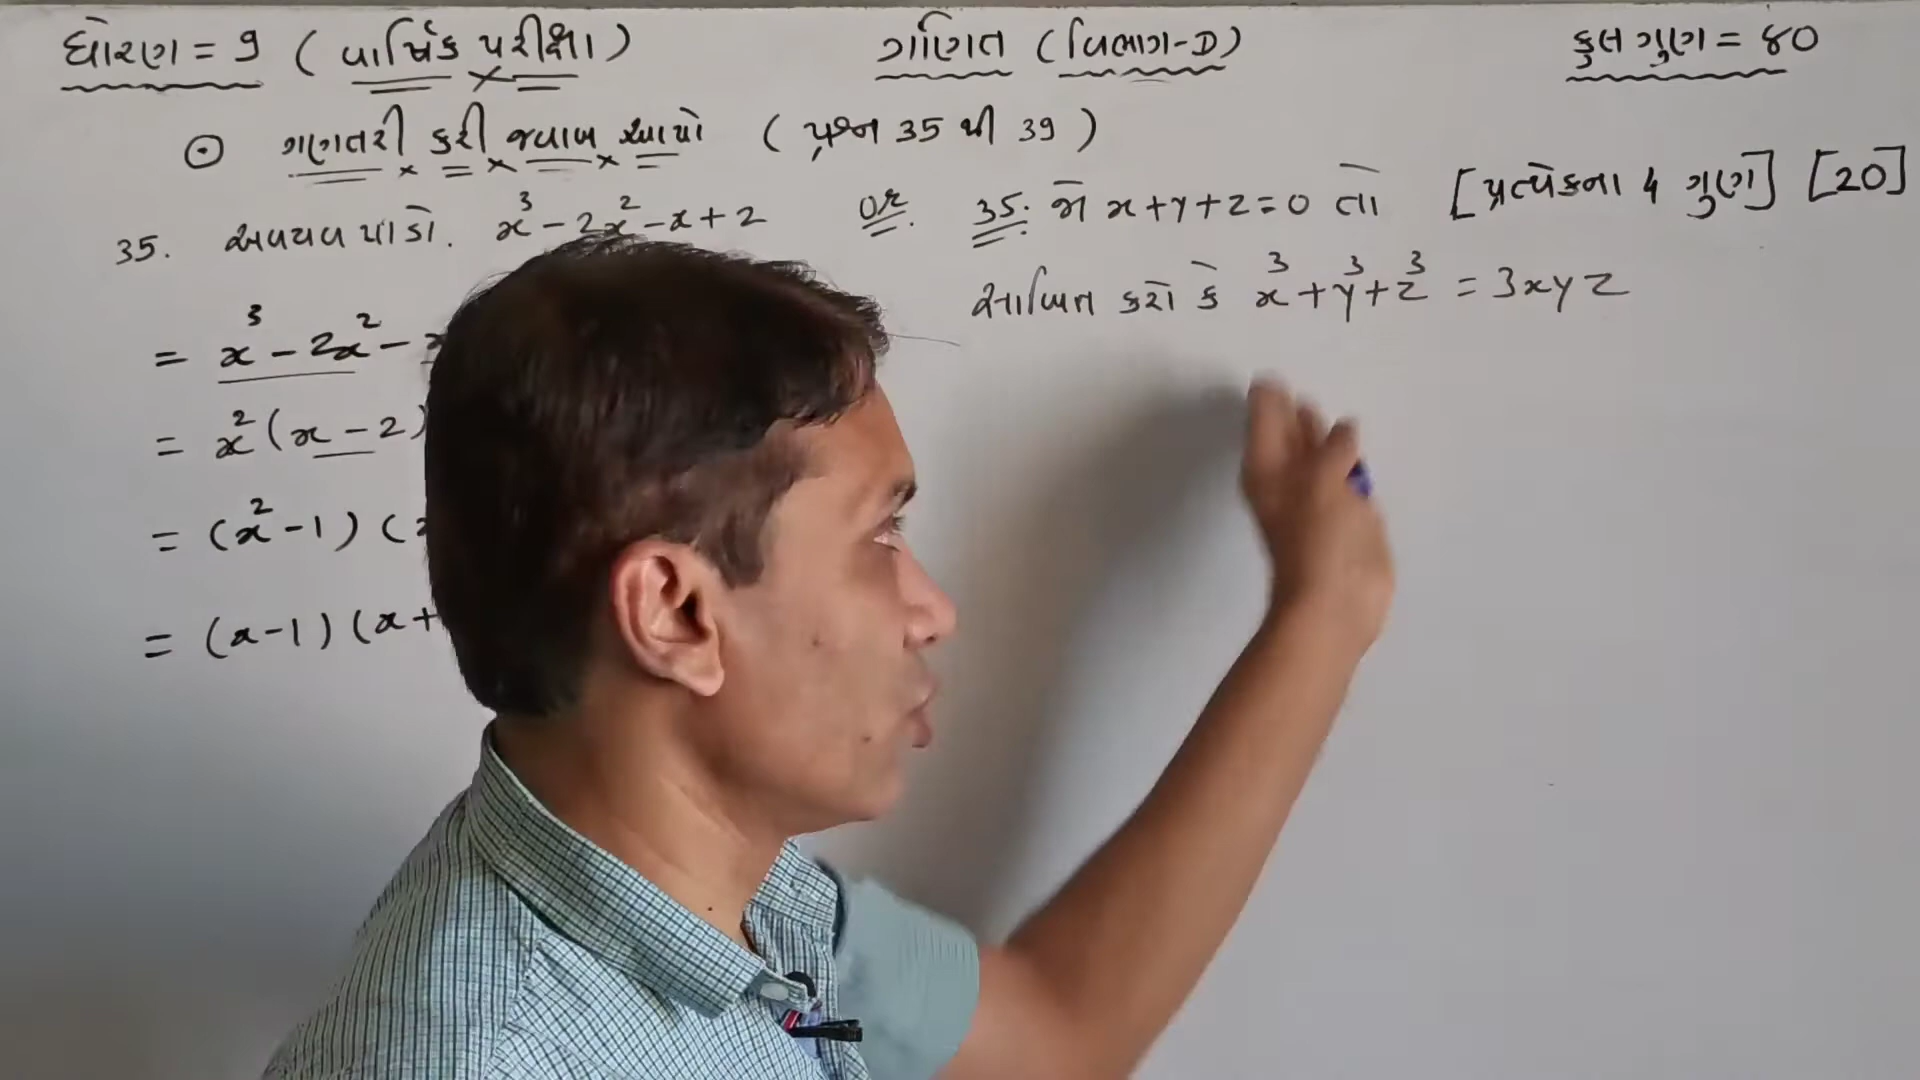 ધોરણ = 9 ( વાર્ષિક પરીક્ષા )
ગણિત (વિભાગ-D)
કુલ ગુણ = ૪૦
⊙ ગણતરી કરી જવાબ આપો ( પ્રશ્ન 35 થી 39 )
[પ્રત્યેકના 4 ગુણ] [20]
35. અવયવ પાડો. x³ - 2x² - x + 2
= x³ - 2x² -
= x²(x - 2)
= (x² - 1) (
= (x - 1) (x +
OR
35. જો x + y + z = 0 તો
સાબિત કરો કે x³ + y³ + z³ = 3xyz